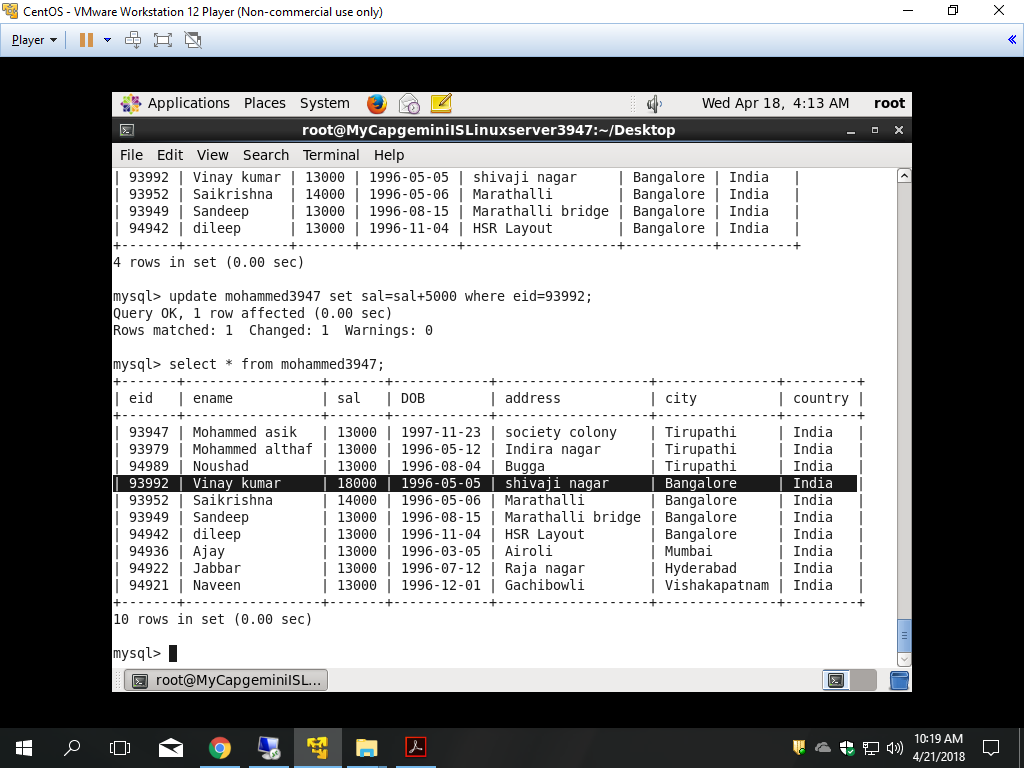 CentOS - VMware Workstation 12 Player (Non-commercial use only)
Player
Applications Places System Wed Apr 18, 4:13 AM root
root@MyCapgeminiISLinuxserver3947:~/Desktop
File Edit View Search Terminal Help
| 93992 | Vinay kumar | 13000 | 1996-05-05 | shivaji nagar     | Bangalore | India   |
| 93952 | Saikrishna  | 14000 | 1996-05-06 | Marathalli        | Bangalore | India   |
| 93949 | Sandeep     | 13000 | 1996-08-15 | Marathalli bridge | Bangalore | India   |
| 94942 | dileep      | 13000 | 1996-11-04 | HSR Layout        | Bangalore | India   |
+-------+-------------+-------+------------+-------------------+-----------+---------+
4 rows in set (0.00 sec)
mysql> update mohammed3947 set sal=sal+5000 where eid=93992;
Query OK, 1 row affected (0.00 sec)
Rows matched: 1  Changed: 1  Warnings: 0
mysql> select * from mohammed3947;
+-------+----------------+-------+------------+-------------------+--------------+---------+
| eid   | ename          | sal   | DOB        | address           | city         | country |
+-------+----------------+-------+------------+-------------------+--------------+---------+
| 93947 | Mohammed asik  | 13000 | 1997-11-23 | society colony    | Tirupathi    | India   |
| 93979 | Mohammed althaf | 13000 | 1996-05-12 | Indira nagar      | Tirupathi    | India   |
| 94989 | Noushad        | 13000 | 1996-08-04 | Bugga             | Tirupathi    | India   |
| 93992 | Vinay kumar    | 18000 | 1996-05-05 | shivaji nagar     | Bangalore    | India   |
| 93952 | Saikrishna     | 14000 | 1996-05-06 | Marathalli        | Bangalore    | India   |
| 93949 | Sandeep        | 13000 | 1996-08-15 | Marathalli bridge | Bangalore    | India   |
| 94942 | dileep         | 13000 | 1996-11-04 | HSR Layout        | Bangalore    | India   |
| 94936 | Ajay           | 13000 | 1996-03-05 | Airoli            | Mumbai       | India   |
| 94922 | Jabbar         | 13000 | 1996-07-12 | Raja nagar        | Hyderabad    | India   |
| 94921 | Naveen         | 13000 | 1996-12-01 | Gachibowli        | Vishakapatnam | India   |
+-------+----------------+-------+------------+-------------------+--------------+---------+
10 rows in set (0.00 sec)
mysql>
root@MyCapgeminiISL...
10:19 AM
4/21/2018